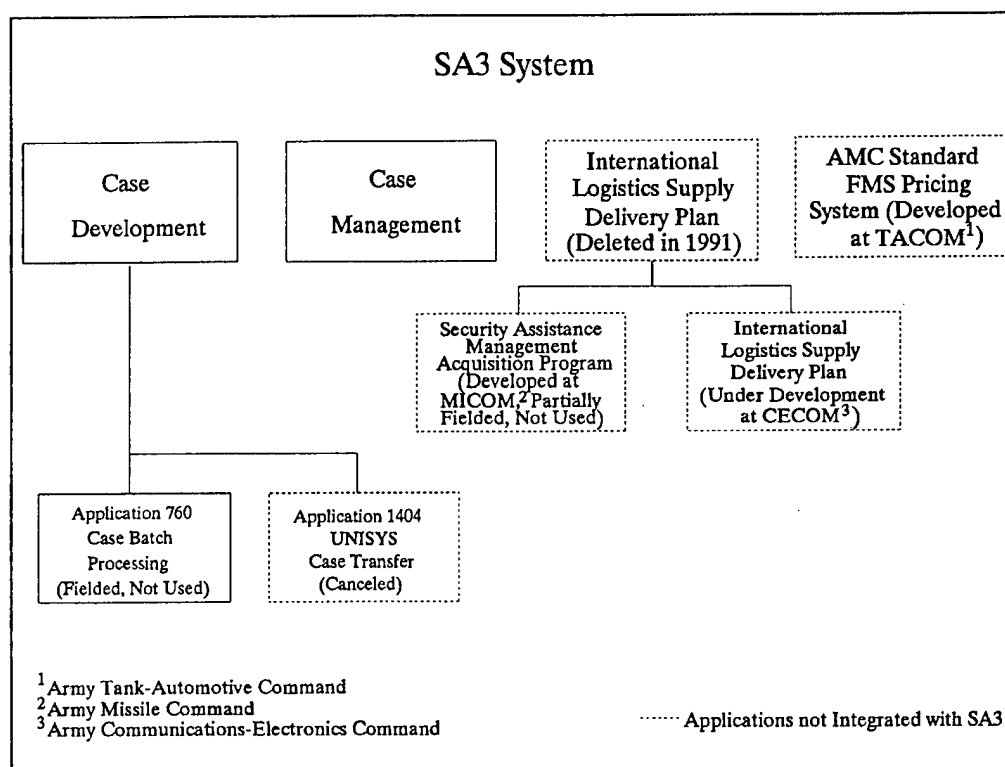 SA3 System
Case
Development
Case
Management
International
Logistics Supply
Delivery Plan
(Deleted in 1991)
AMC Standard
FMS Pricing
System (Developed
at TACOM¹)
Security Assistance
Management
Acquisition Program
(Developed at
MICOM,² Partially
Fielded, Not Used)
International
Logistics Supply
Delivery Plan
(Under Development
at CECOM³)
Application 760
Case Batch
Processing
(Fielded, Not Used)
Application 1404
UNISYS
Case Transfer
(Canceled)
¹Army Tank-Automotive Command
²Army Missile Command
³Army Communications-Electronics Command
Applications not Integrated with SA3